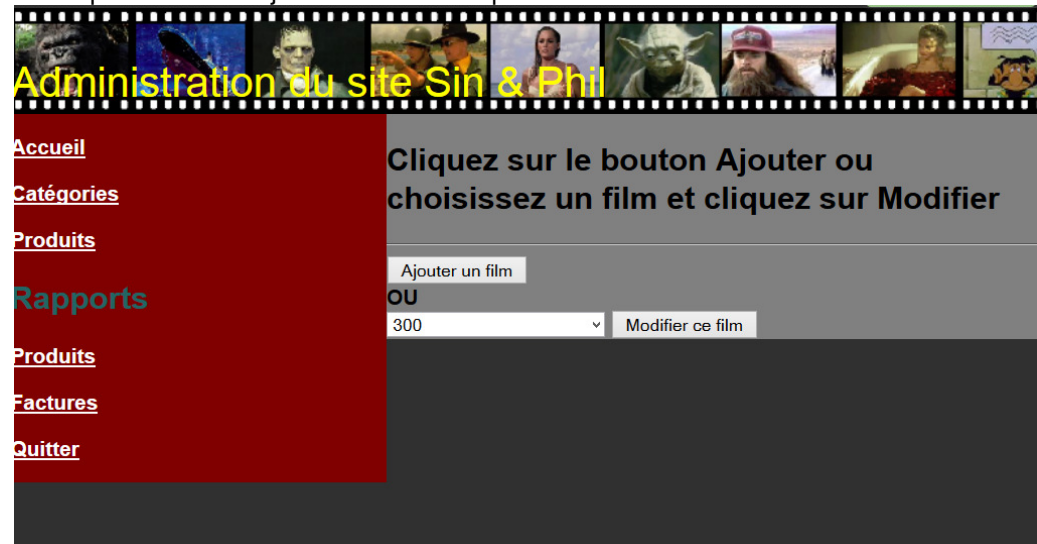 Administration du site Sin & Phil
Accueil
Catégories
Produits
Rapports
Produits
Factures
Quitter
Cliquez sur le bouton Ajouter ou
choisissez un film et cliquez sur Modifier
Ajouter un film
OU
300
Modifier ce film